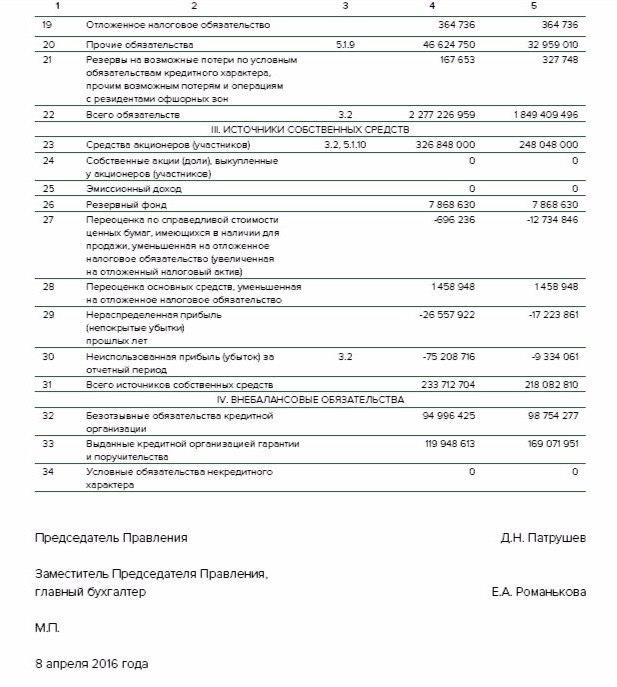 1 2 3 4 5
19 Отложенное налоговое обязательство 364 736 364 736
20 Прочие обязательства 5.1.9 46 624 750 32 959 010
21 Резервы на возможные потери по условным 167 653 327 748
обязательствам кредитного характера,
прочим возможным потерям и операциям
с резидентами офшорных зон
22 Всего обязательств 3.2 2 277 226 959 1 849 409 496
III. ИСТОЧНИКИ СОБСТВЕННЫХ СРЕДСТВ
23 Средства акционеров (участников) 3.2, 5.1.10 326 848 000 248 048 000
24 Собственные акции (доли), выкупленные 0 0
у акционеров (участников)
25 Эмиссионный доход 0 0
26 Резервный фонд 7 868 630 7 868 630
27 Переоценка по справедливой стоимости -696 236 -12 734 846
ценных бумаг, имеющихся в наличии для
продажи, уменьшенная на отложенное
налоговое обязательство (увеличенная
на отложенный налоговый актив)
28 Переоценка основных средств, уменьшенная 1 458 948 1 458 948
на отложенное налоговое обязательство
29 Нераспределенная прибыль -26 557 922 -17 223 861
(непокрытые убытки)
прошлых лет
30 Неиспользованная прибыль (убыток) за 3.2 -75 208 716 -9 334 061
отчетный период
31 Всего источников собственных средств 233 712 704 218 082 810
IV. ВНЕБАЛАНСОВЫЕ ОБЯЗАТЕЛЬСТВА
32 Безотзывные обязательства кредитной 94 996 425 98 754 277
организации
33 Выданные кредитной организацией гарантии 119 948 613 169 071 951
и поручительства
34 Условные обязательства некредитного 0 0
характера
Председатель Правления Д.Н. Патрушев
Заместитель Председателя Правления,
главный бухгалтер Е.А. Романькова
М.П.
8 апреля 2016 года